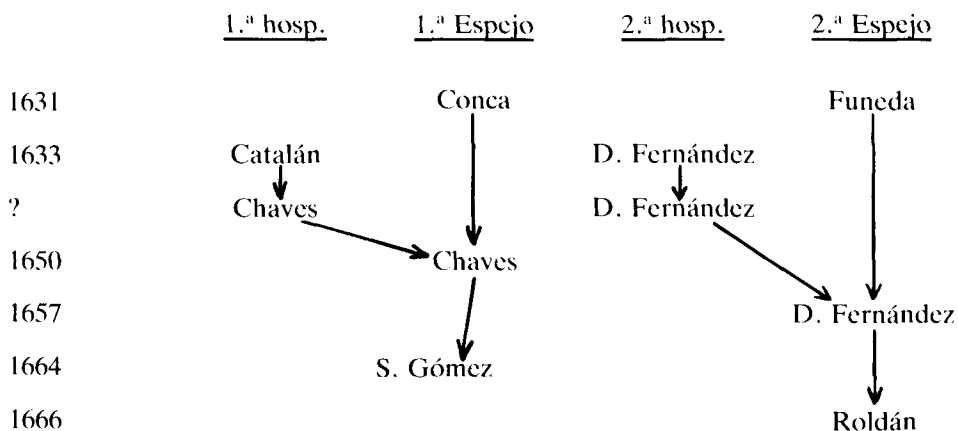 1.ª hosp. 1.ª Espejo 2.ª hosp. 2.ª Espejo
1631 Conca Funeda
1633 Catalán D. Fernández
? Chaves D. Fernández
1650 Chaves
1657 D. Fernández
1664 S. Gómez
1666 Roldán